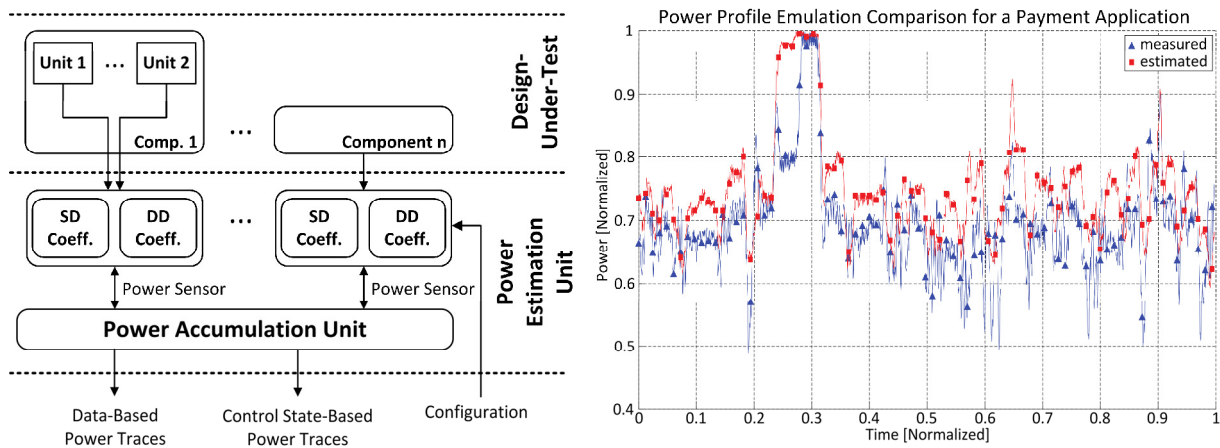 Unit 1
...
Unit 2
Comp. 1
...
Component n
Design-
Under-Test
SD
Coeff.
DD
Coeff.
...
SD
Coeff.
DD
Coeff.
Power Sensor
Power Sensor
Power
Estimation
Unit
Power Accumulation Unit
Data-Based
Power Traces
Control State-Based
Power Traces
Configuration
Power Profile Emulation Comparison for a Payment Application
measured
estimated
Power [Normalized]
1
0.9
0.8
0.7
0.6
0.5
0.4
0 0.1 0.2 0.3 0.4 0.5 0.6 0.7 0.8 0.9 1
Time [Normalized]